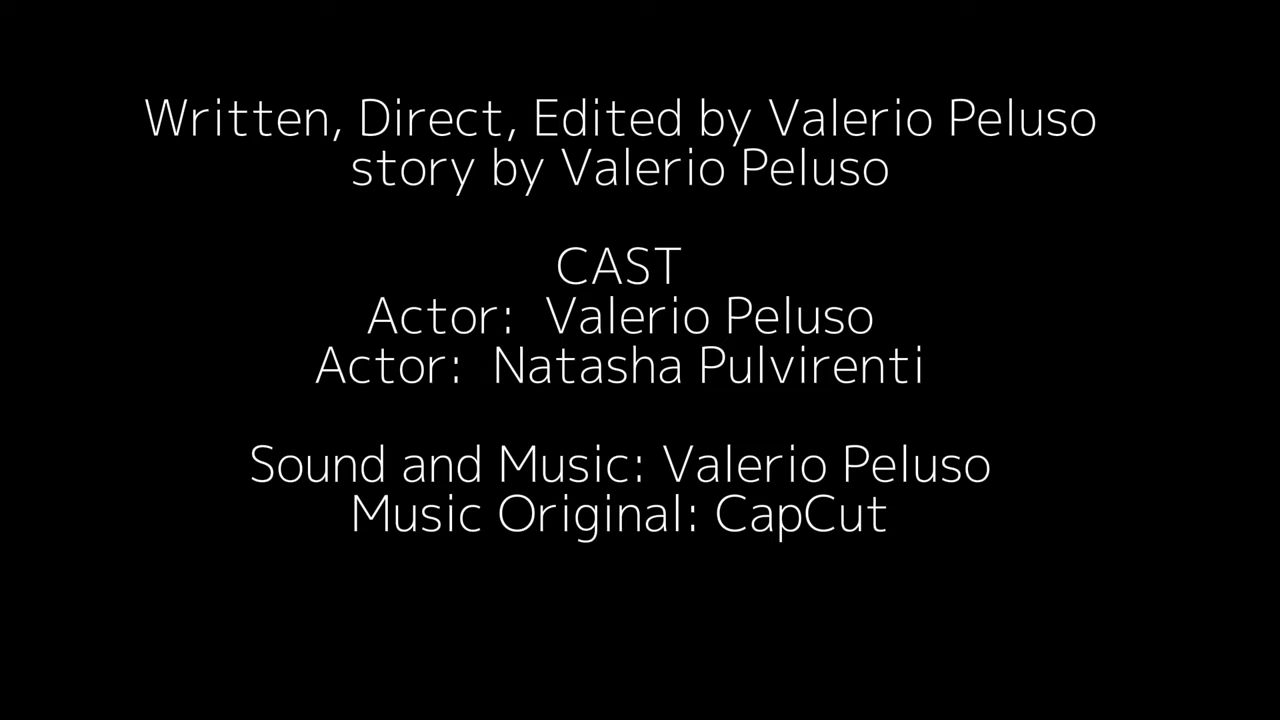 Written, Direct, Edited by Valerio Peluso
story by Valerio Peluso
CAST
Actor:  Valerio Peluso
Actor:  Natasha Pulvirenti
Sound and Music: Valerio Peluso
Music Original: CapCut